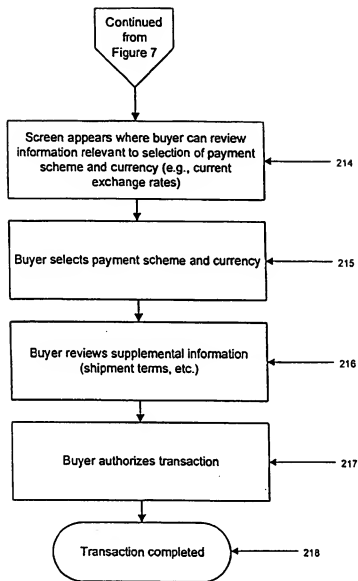 Continued
from
Figure 7
Screen appears where buyer can review
information relevant to selection of payment
scheme and currency (e.g., current
exchange rates)
214
Buyer selects payment scheme and currency
215
Buyer reviews supplemental information
(shipment terms, etc.)
216
Buyer authorizes transaction
217
Transaction completed
218